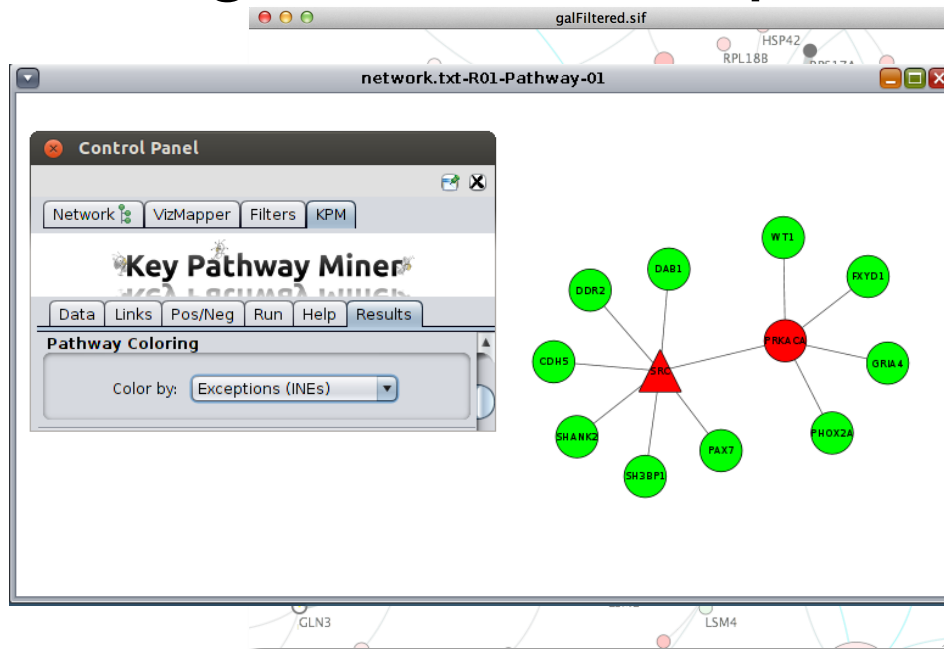 galFiltered.sif
HSP42
RPL18B
network.txt-R01-Pathway-01
Control Panel
Network VizMapper Filters KPM
Key Pathway Miner
Data Links Pos/Neg Run Help Results
Pathway Coloring
Color by: Exceptions (INEs)
WT1
DAB1
FXYD1
DDR2
PRKACA
CDH5
SRC
GRIA4
SHANK2
PHOX2A
PAX7
SH3BP1
GLN3
LSM4